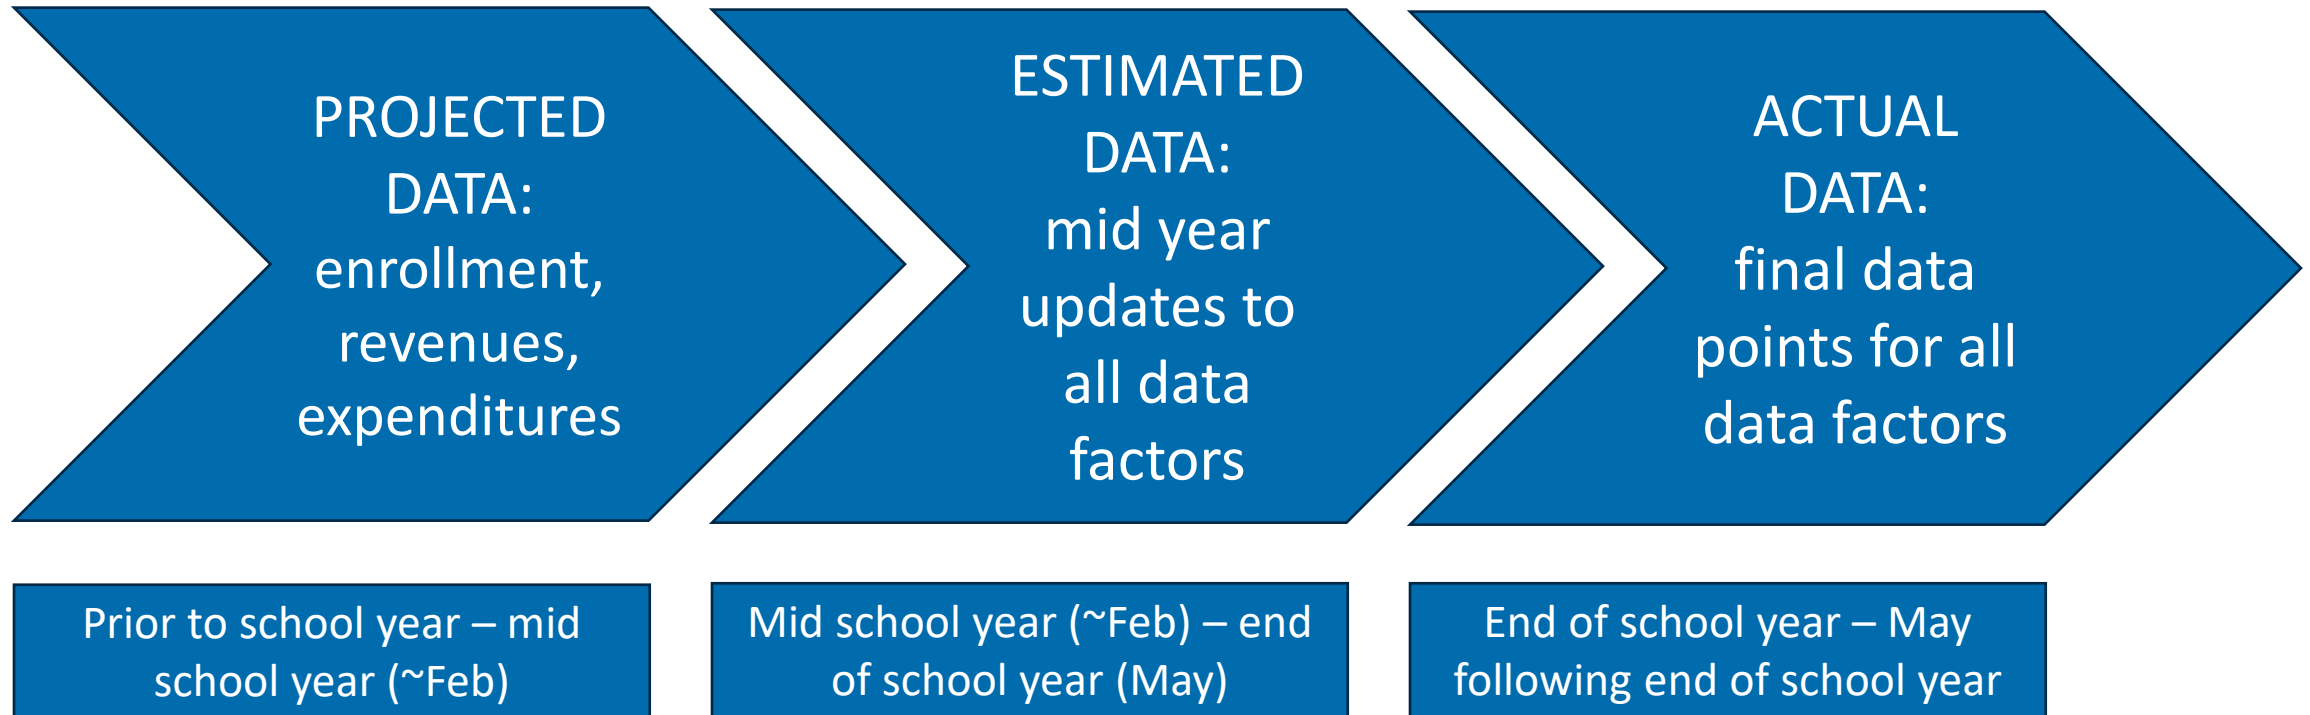 PROJECTED
DATA:
enrollment,
revenues,
expenditures
ESTIMATED
DATA:
mid year
updates to
all data
factors
ACTUAL
DATA:
final data
points for all
data factors
Prior to school year – mid
school year (~Feb)
Mid school year (~Feb) – end
of school year (May)
End of school year – May
following end of school year